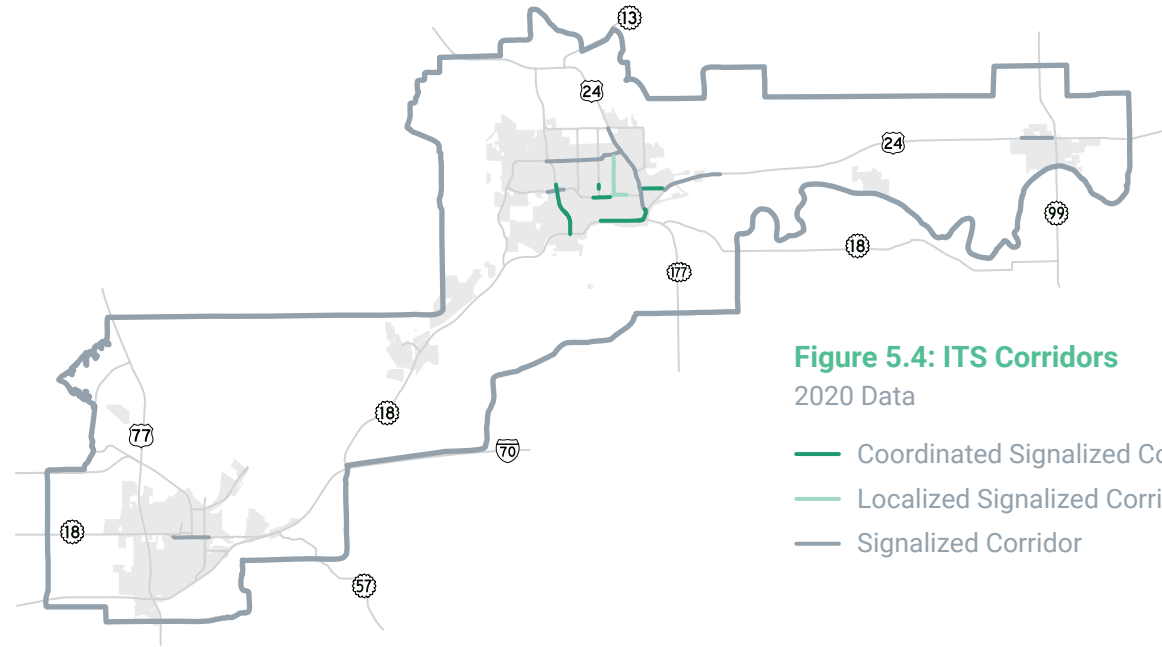 13
24
24
99
18
177
Figure 5.4: ITS Corridors
2020 Data
18
77
70
Coordinated Signalized Co
Localized Signalized Corri
18
Signalized Corridor
57